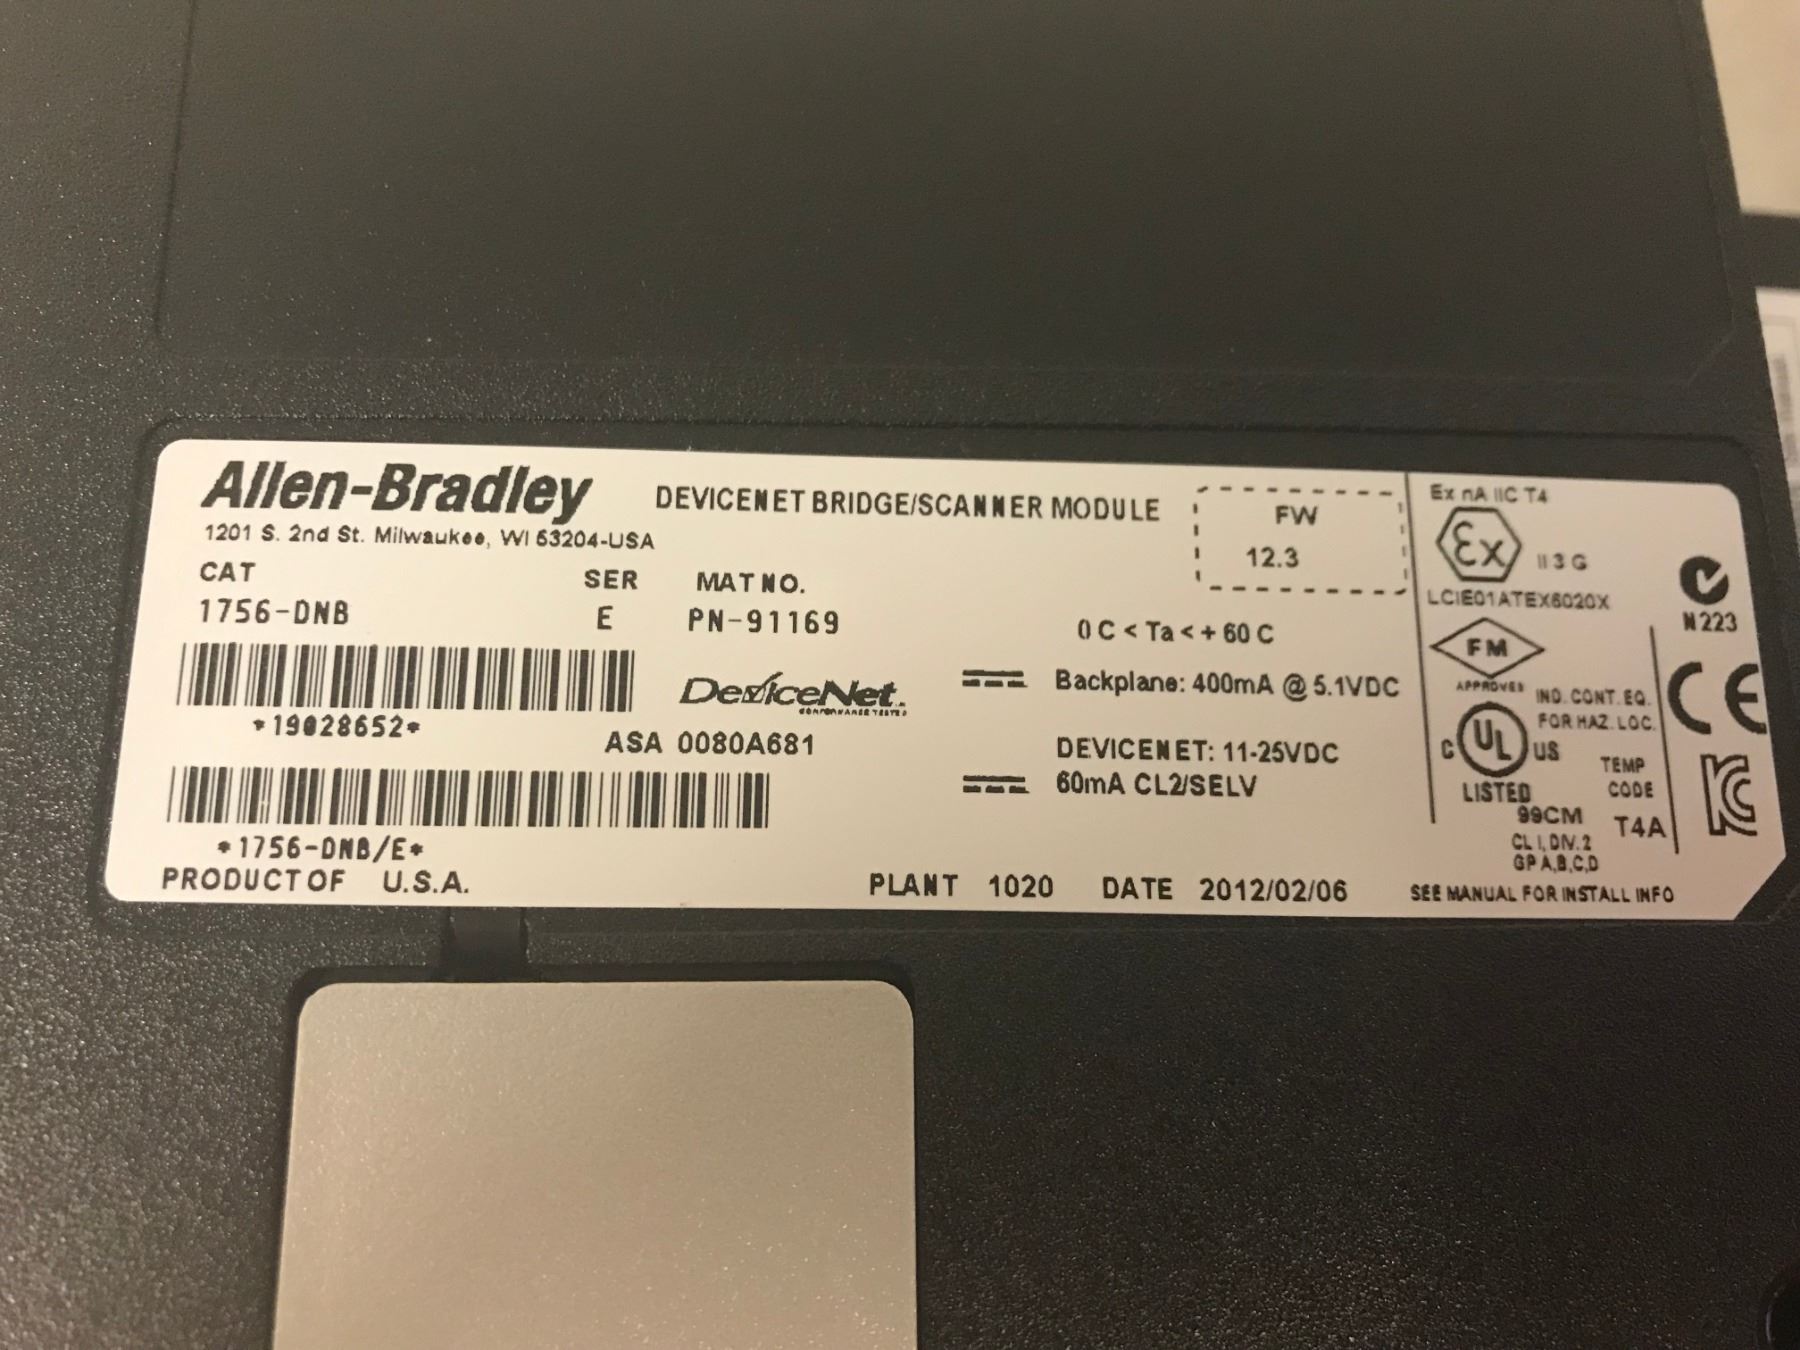 Allen-Bradley
DEVICENET BRIDGE/SCANNER MODULE
1201 S. 2nd St. Milwaukee, WI 53204-USA
FW
12.3
CAT
1756-DNB
SER
E
MAT NO.
PN-91169
*19028652*
DeviceNet
CONFORMANCE TESTED
ASA 0080A681
*1756-DNB/E*
PRODUCT OF U.S.A.
0 C < Ta < + 60 C
Backplane: 400mA @ 5.1VDC
DEVICENET: 11-25VDC
60mA CL2/SELV
PLANT 1020 DATE 2012/02/06
Ex nA IIC T4
Ex
II 3 G
LCIE01ATEX6020X
N223
FM
APPROVED
C UL US
LISTED
IND. CONT. EQ.
FOR HAZ. LOC.
99CM
CL I, DIV. 2
GP A,B,C,D
TEMP
CODE
T4A
CE
SEE MANUAL FOR INSTALL INFO